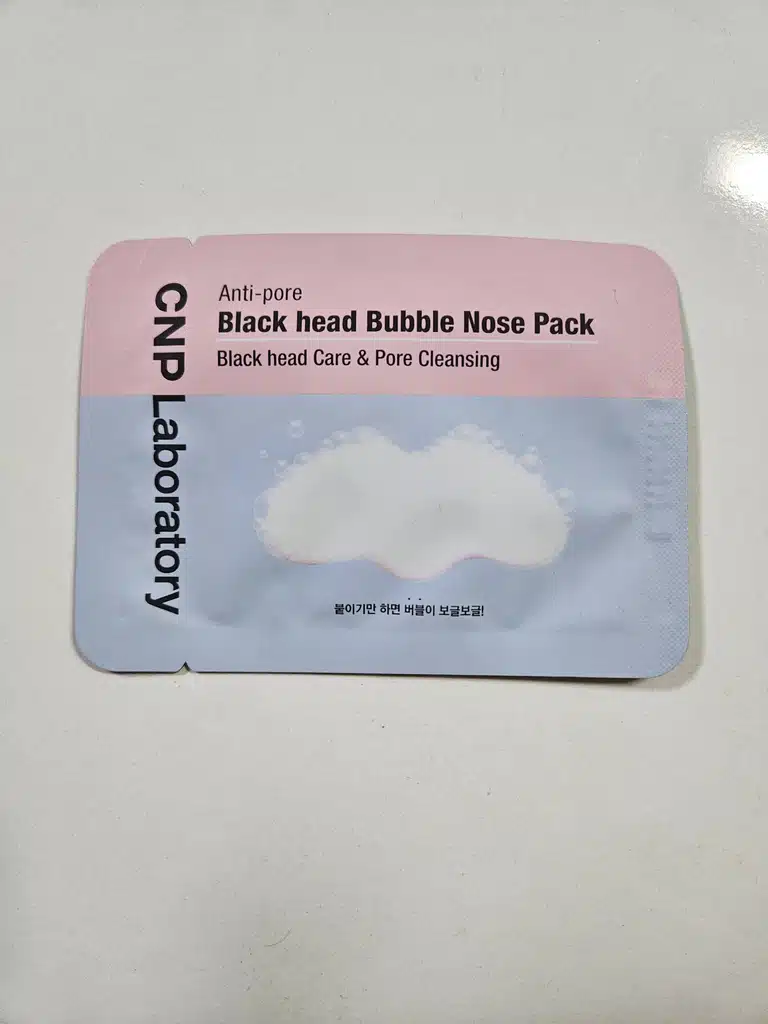 CNP Laboratory
Anti-pore
Black head Bubble Nose Pack
Black head Care & Pore Cleansing
붙이기만 하면 버블이 보글보글!